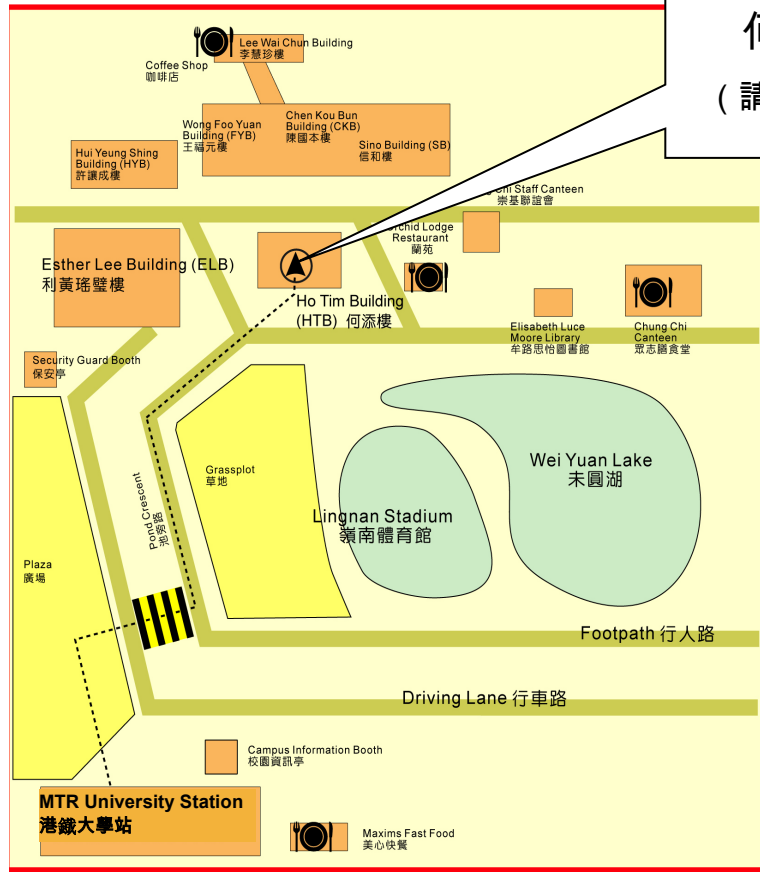 何
( 請
Lee Wai Chun Building
李慧珍樓
Coffee Shop
咖啡店
Wong Foo Yuan
Building (FYB)
王福元樓
Chen Kou Bun
Building (CKB)
陳國本樓
Sino Building (SB)
信和樓
Hui Yeung Shing
Building (HYB)
許讓成樓
Chi Staff Canteen
崇基聯誼會
rchid Lodge
Restaurant
蘭苑
Esther Lee Building (ELB)
利黃瑤璧樓
Ho Tim Building
(HTB) 何添樓
Elisabeth Luce
Moore Library
牟路思怡圖書館
Chung Chi
Canteen
眾志膳食堂
Security Guard Booth
保安亭
Grassplot
草地
Pond Crescent
池旁路
Wei Yuan Lake
未圓湖
Lingnan Stadium
嶺南體育館
Plaza
廣場
Footpath 行人路
Driving Lane 行車路
Campus Information Booth
校園資訊亭
MTR University Station
港鐵大學站
Maxims Fast Food
美心快餐